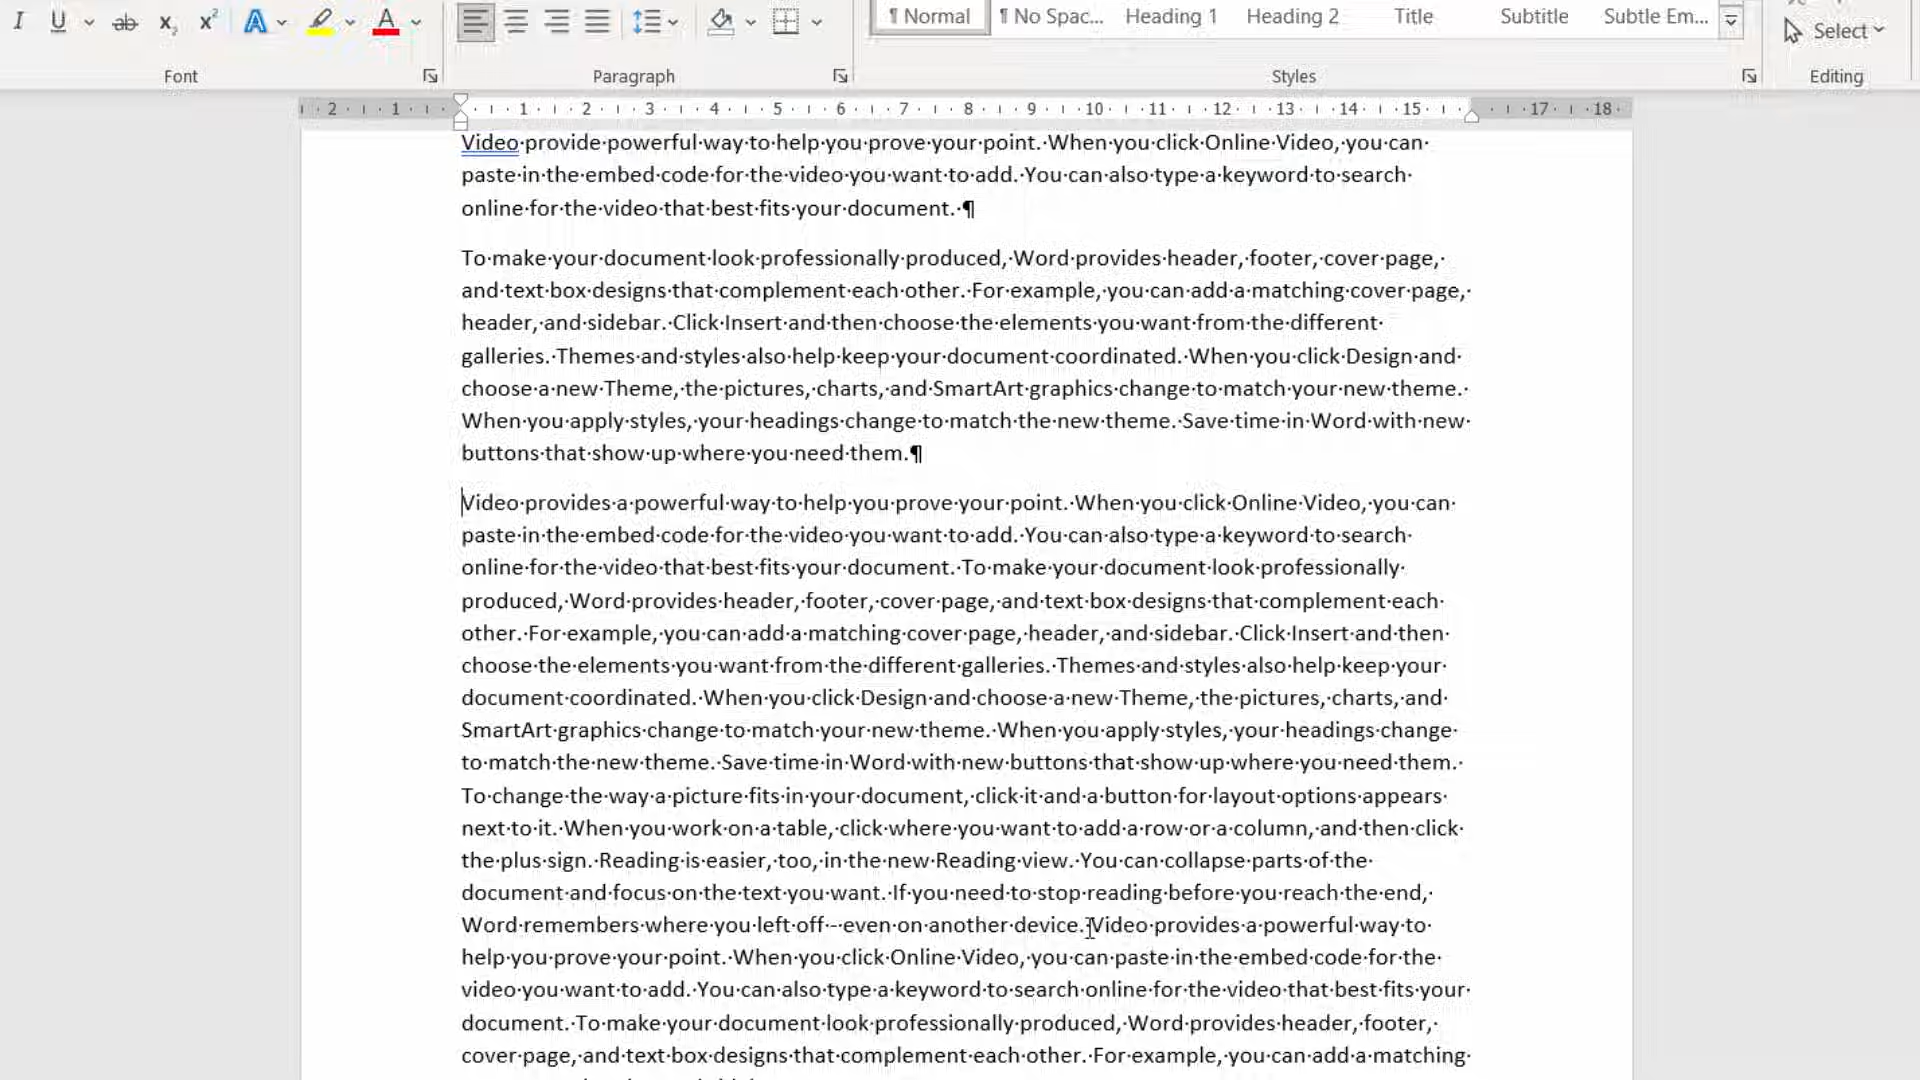 I U ab x₂ x² A A
Font
Paragraph
¶ Normal ¶ No Spac... Heading 1 Heading 2 Title Subtitle Subtle Em...
Styles
Select
Editing
2 1 1 2 3 4 5 6 7 8 9 10 11 12 13 14 15 17 18
Video provide powerful way to help you prove your point. When you click Online Video, you can
paste in the embed code for the video you want to add. You can also type a keyword to search
online for the video that best fits your document. ¶
To make your document look professionally produced, Word provides header, footer, cover page,
and text box designs that complement each other. For example, you can add a matching cover page,
header, and sidebar. Click Insert and then choose the elements you want from the different
galleries. Themes and styles also help keep your document coordinated. When you click Design and
choose a new Theme, the pictures, charts, and SmartArt graphics change to match your new theme.
When you apply styles, your headings change to match the new theme. Save time in Word with new
buttons that show up where you need them.¶
Video provides a powerful way to help you prove your point. When you click Online Video, you can
paste in the embed code for the video you want to add. You can also type a keyword to search
online for the video that best fits your document. To make your document look professionally
produced, Word provides header, footer, cover page, and text box designs that complement each
other. For example, you can add a matching cover page, header, and sidebar. Click Insert and then
choose the elements you want from the different galleries. Themes and styles also help keep your
document coordinated. When you click Design and choose a new Theme, the pictures, charts, and
SmartArt graphics change to match your new theme. When you apply styles, your headings change
to match the new theme. Save time in Word with new buttons that show up where you need them.
To change the way a picture fits in your document, click it and a button for layout options appears
next to it. When you work on a table, click where you want to add a row or a column, and then click
the plus sign. Reading is easier, too, in the new Reading view. You can collapse parts of the
document and focus on the text you want. If you need to stop reading before you reach the end,
Word remembers where you left off - even on another device. Video provides a powerful way to
help you prove your point. When you click Online Video, you can paste in the embed code for the
video you want to add. You can also type a keyword to search online for the video that best fits your
document. To make your document look professionally produced, Word provides header, footer,
cover page, and text box designs that complement each other. For example, you can add a matching